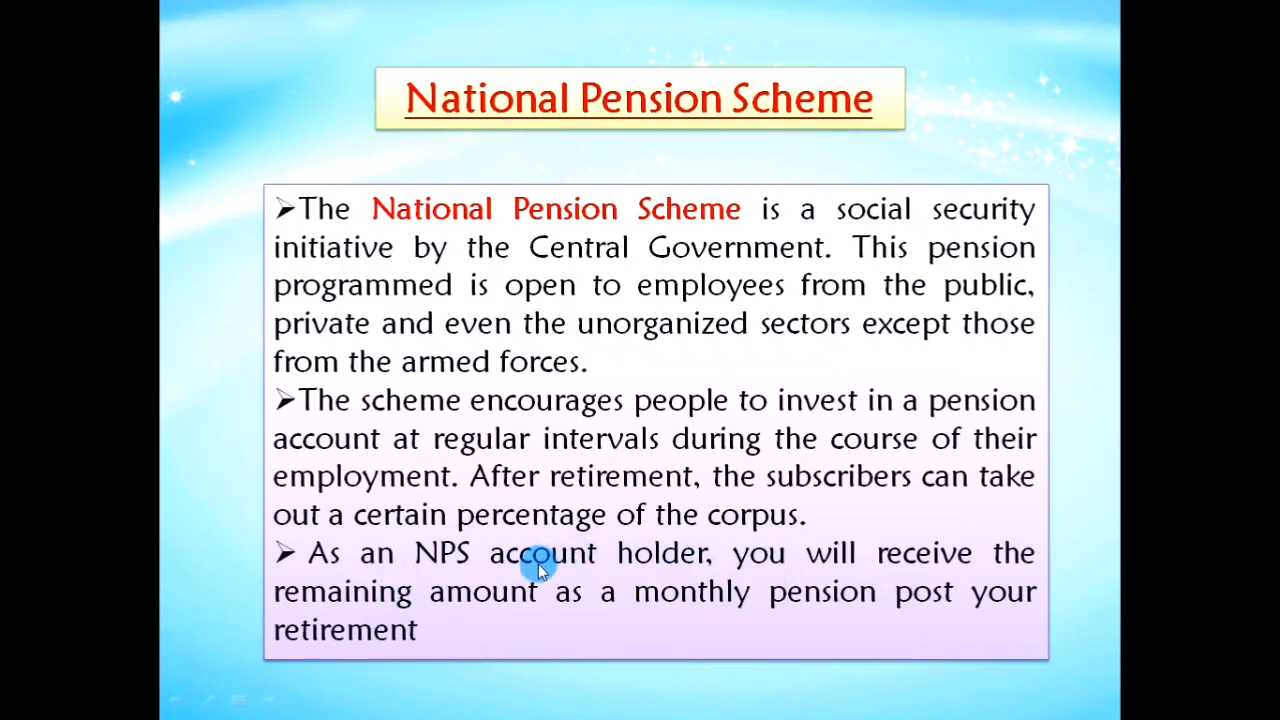 National Pension Scheme
➢The National Pension Scheme is a social security
initiative by the Central Government. This pension
programmed is open to employees from the public,
private and even the unorganized sectors except those
from the armed forces.
➢The scheme encourages people to invest in a pension
account at regular intervals during the course of their
employment. After retirement, the subscribers can take
out a certain percentage of the corpus.
➢ As an NPS account holder, you will receive the
remaining amount as a monthly pension post your
retirement